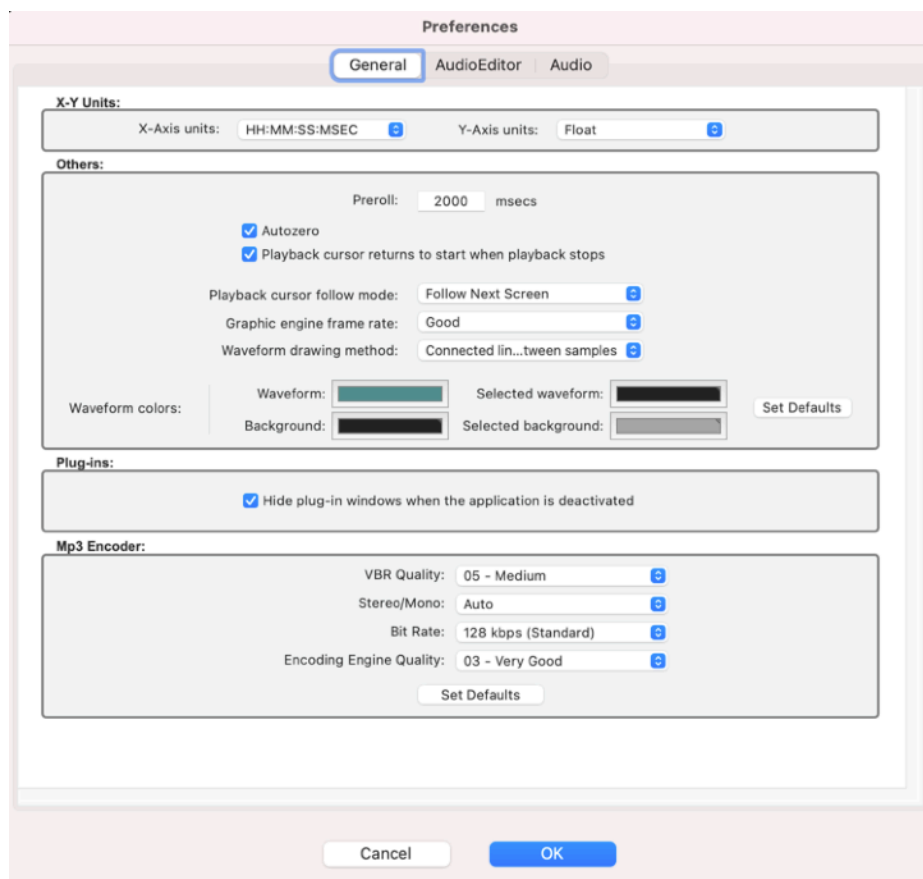 Preferences
General AudioEditor Audio
X-Y Units:
X-Axis units: HH:MM:SS:MSEC Y-Axis units: Float
Others:
Preroll: 2000 msecs
Autozero
Playback cursor returns to start when playback stops
Playback cursor follow mode: Follow Next Screen
Graphic engine frame rate: Good
Waveform drawing method: Connected lin...tween samples
Waveform colors:
Waveform: Selected waveform:
Background: Selected background:
Set Defaults
Plug-ins:
Hide plug-in windows when the application is deactivated
Mp3 Encoder:
VBR Quality: 05 - Medium
Stereo/Mono: Auto
Bit Rate: 128 kbps (Standard)
Encoding Engine Quality: 03 - Very Good
Set Defaults
Cancel OK